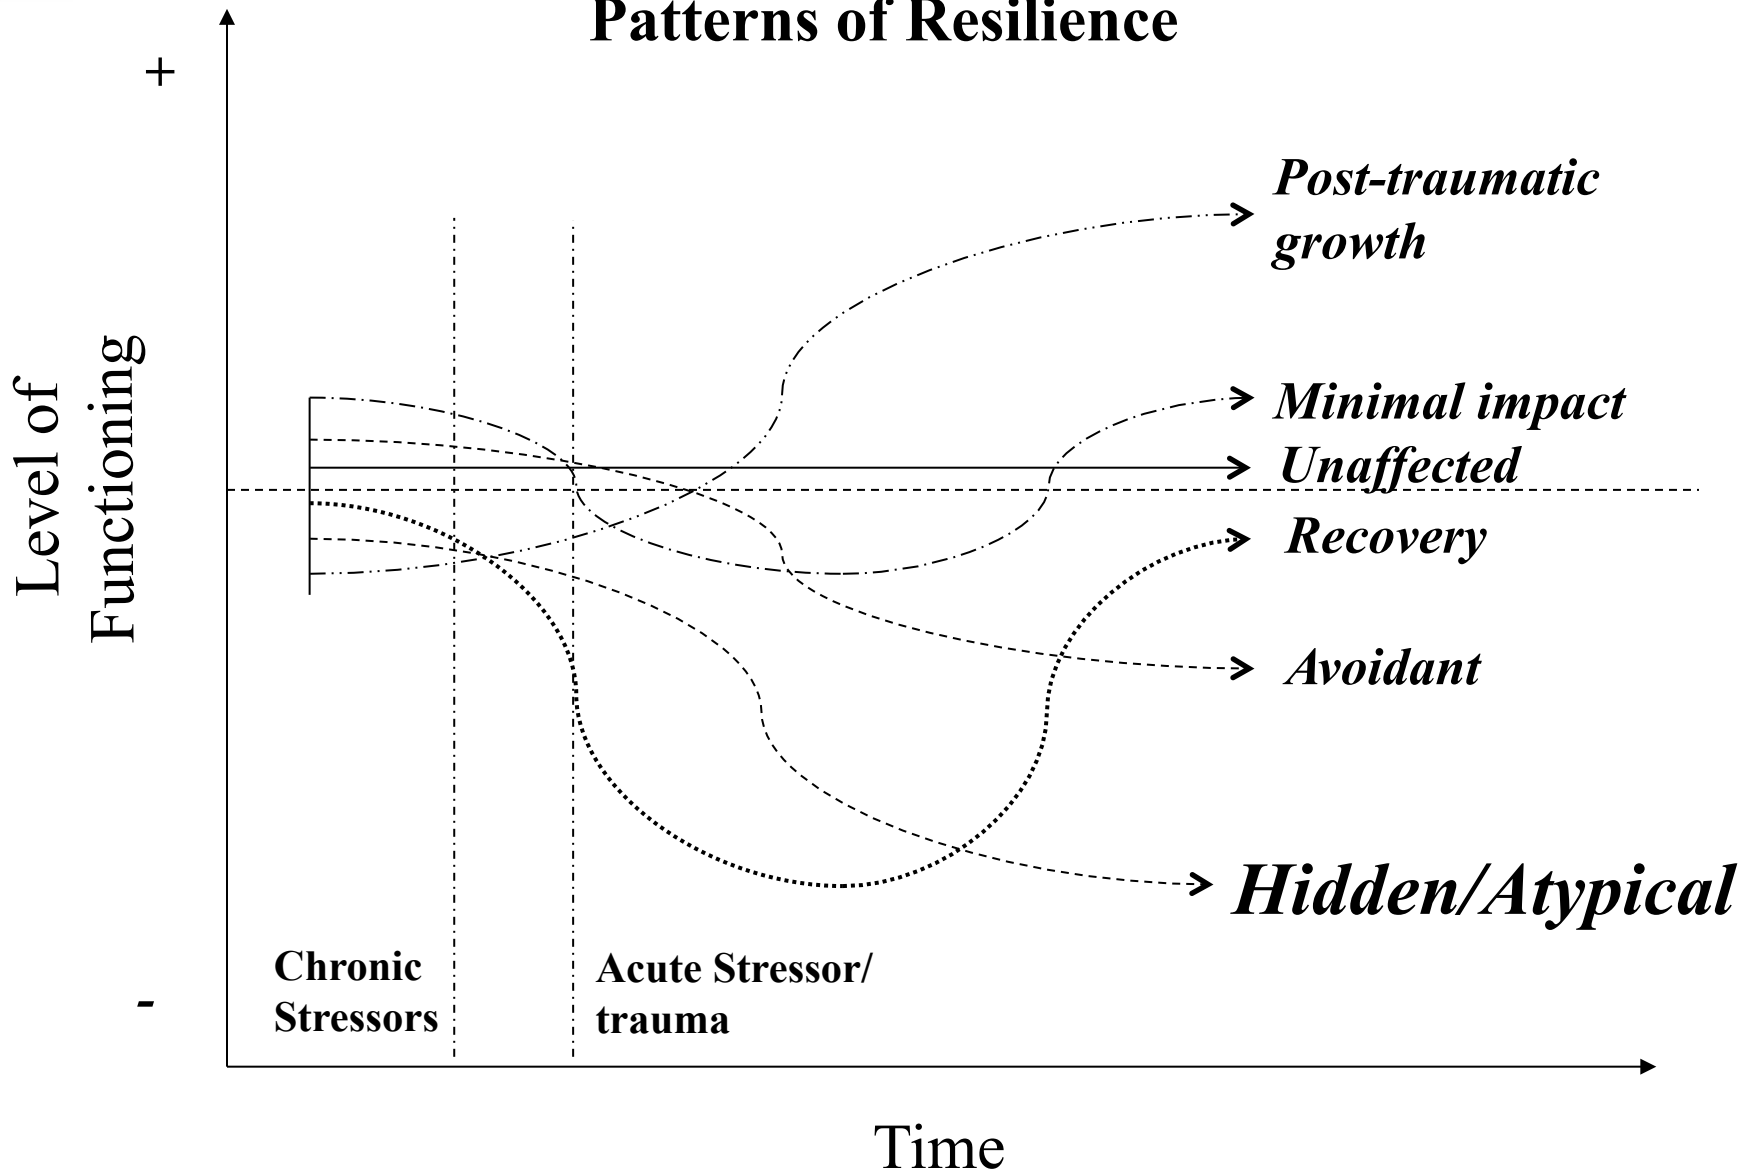 Patterns of Resilience
+
Post-traumatic
growth
Minimal impact
Unaffected
Level of
Functioning
Recovery
Avoidant
Hidden/Atypical
Chronic
Stressors
Acute Stressor/
trauma
-
Time